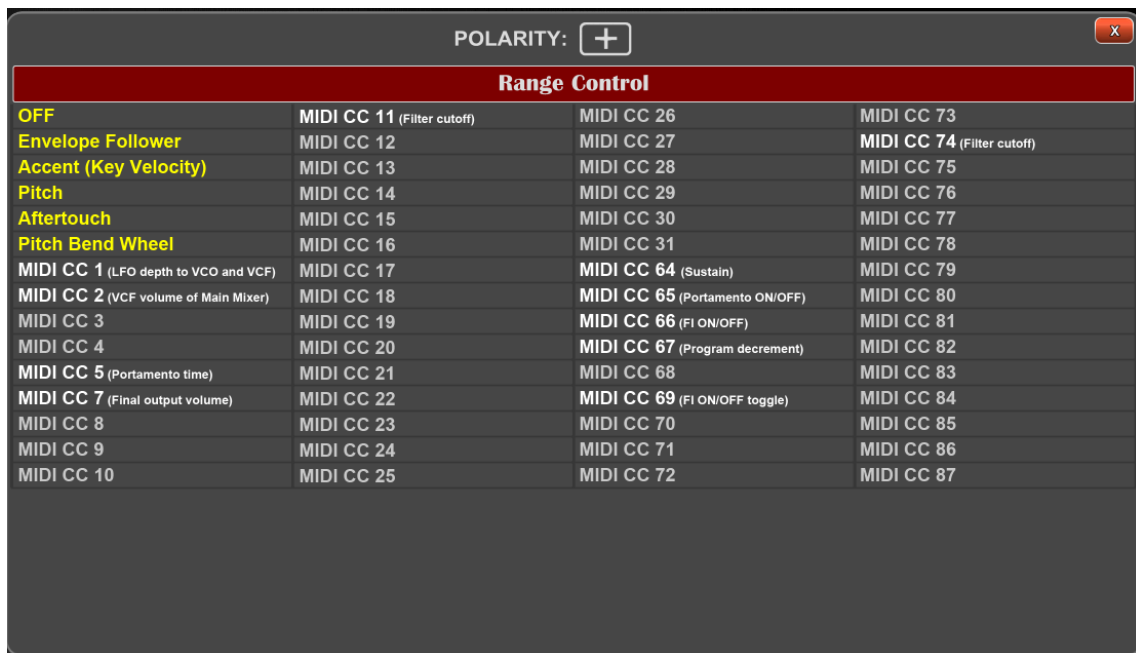 POLARITY: +
X
Range Control
OFF
Envelope Follower
Accent (Key Velocity)
Pitch
Aftertouch
Pitch Bend Wheel
MIDI CC 1 (LFO depth to VCO and VCF)
MIDI CC 2 (VCF volume of Main Mixer)
MIDI CC 3
MIDI CC 4
MIDI CC 5 (Portamento time)
MIDI CC 7 (Final output volume)
MIDI CC 8
MIDI CC 9
MIDI CC 10
MIDI CC 11 (Filter cutoff)
MIDI CC 12
MIDI CC 13
MIDI CC 14
MIDI CC 15
MIDI CC 16
MIDI CC 17
MIDI CC 18
MIDI CC 19
MIDI CC 20
MIDI CC 21
MIDI CC 22
MIDI CC 23
MIDI CC 24
MIDI CC 25
MIDI CC 26
MIDI CC 27
MIDI CC 28
MIDI CC 29
MIDI CC 30
MIDI CC 31
MIDI CC 64 (Sustain)
MIDI CC 65 (Portamento ON/OFF)
MIDI CC 66 (FI ON/OFF)
MIDI CC 67 (Program decrement)
MIDI CC 68
MIDI CC 69 (FI ON/OFF toggle)
MIDI CC 70
MIDI CC 71
MIDI CC 72
MIDI CC 73
MIDI CC 74 (Filter cutoff)
MIDI CC 75
MIDI CC 76
MIDI CC 77
MIDI CC 78
MIDI CC 79
MIDI CC 80
MIDI CC 81
MIDI CC 82
MIDI CC 83
MIDI CC 84
MIDI CC 85
MIDI CC 86
MIDI CC 87